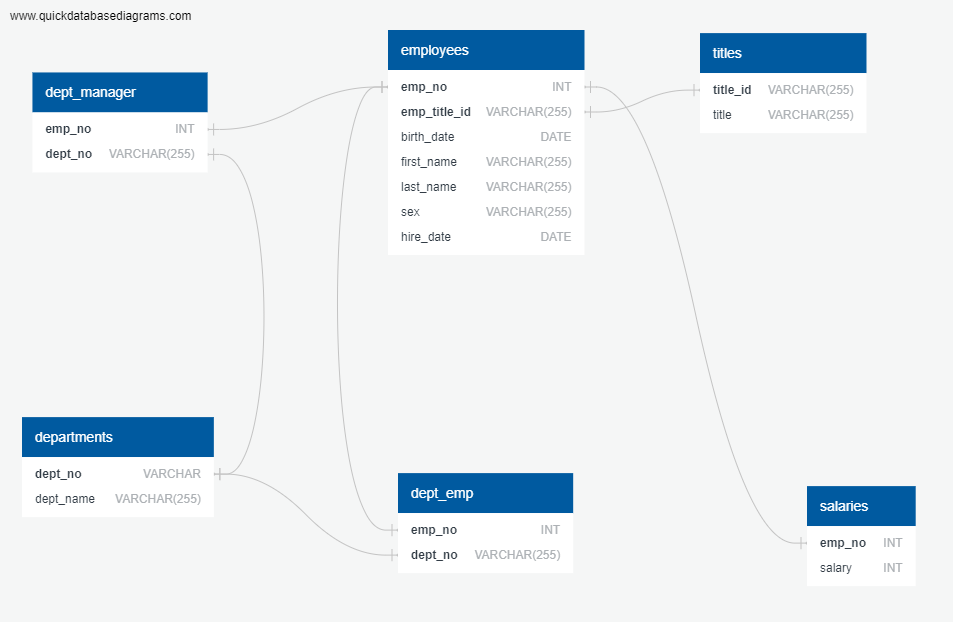 www.quickdatabasediagrams.com
dept_manager
emp_no INT
dept_no VARCHAR(255)
employees
emp_no INT
emp_title_id VARCHAR(255)
birth_date DATE
first_name VARCHAR(255)
last_name VARCHAR(255)
sex VARCHAR(255)
hire_date DATE
titles
title_id VARCHAR(255)
title VARCHAR(255)
departments
dept_no VARCHAR
dept_name VARCHAR(255)
dept_emp
emp_no INT
dept_no VARCHAR(255)
salaries
emp_no INT
salary INT